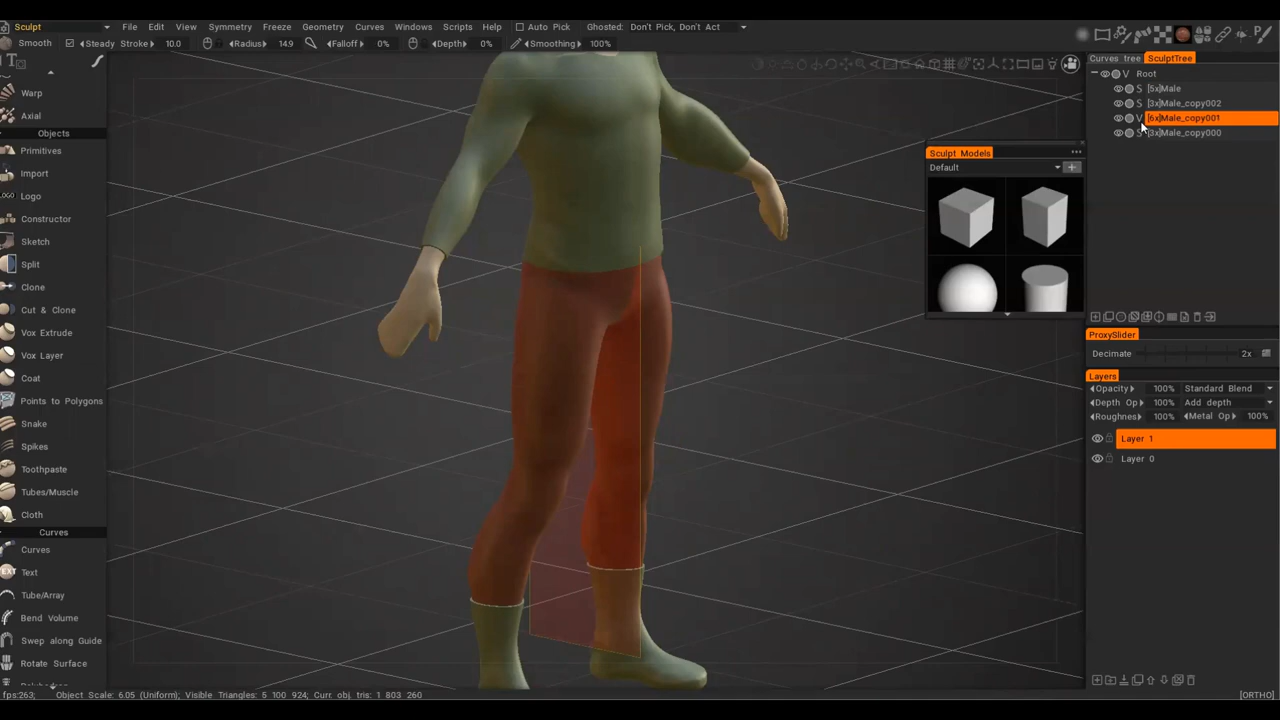 Sculpt File Edit View Symmetry Freeze Geometry Curves Windows Scripts Help Auto Pick Ghosted: Don't Pick, Don't Act
Smooth Steady Stroke 10.0 Radius 14.9 Falloff 0% Depth 0% Smoothing 100%
Warp
Axial
Objects
Primitives
Import
LOGO Logo
Constructor
Sketch
Split
Clone
Cut & Clone
Vox Extrude
Vox Layer
Coat
Points to Polygons
Snake
Spikes
Toothpaste
Tubes/Muscle
Cloth
Curves
Curves
TEXT Text
Tube/Array
Bend Volume
Swep along Guide
Rotate Surface
Curves tree SculptTree
V Root
S [5x]Male
S [3x]Male_copy002
V [6x]Male_copy001
S [3x]Male_copy000
Sculpt Models
Default
ProxySlider
Decimate 2x
Layers
Opacity 100% Standard Blend
Depth Op 100% Add depth
Roughness 100% Metal Op 100%
Layer 1
Layer 0
fps:263; Object Scale: 6.05 (Uniform); Visible Triangles: 5 100 924; Curr. obj. tris: 1 803 260 [ORTHO]